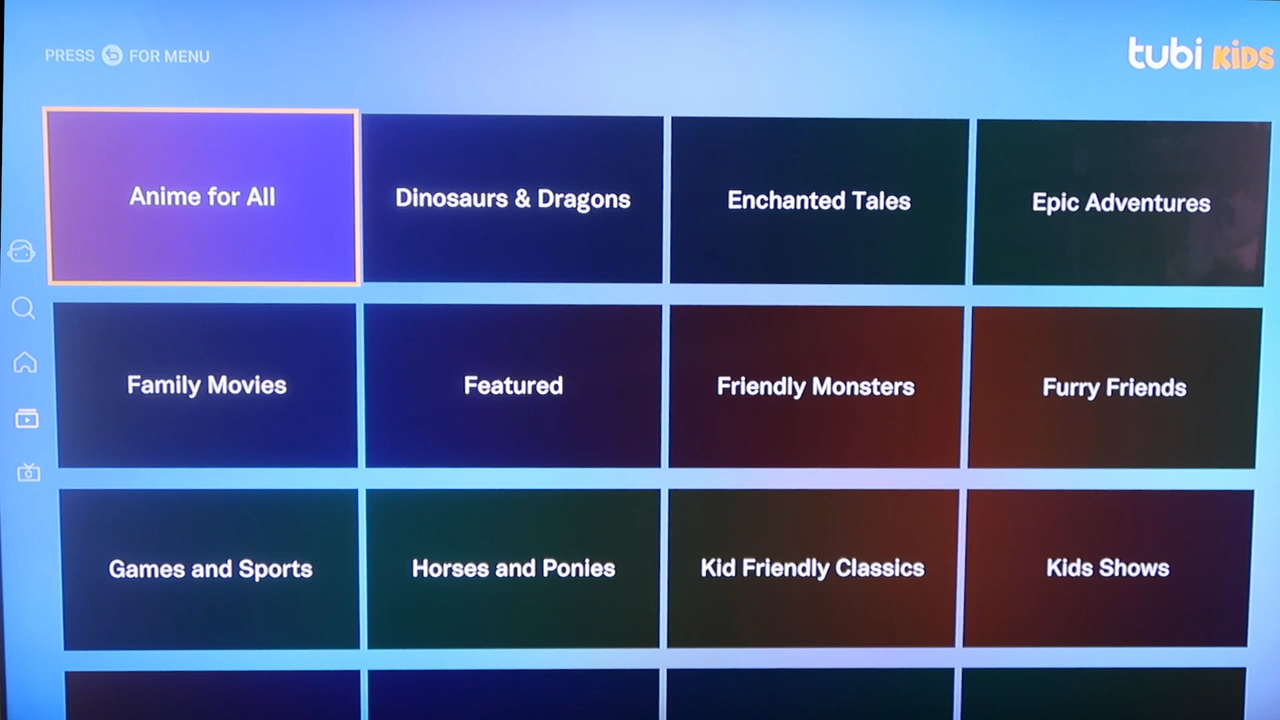 PRESS FOR MENU
tubi KIDS
Anime for All
Dinosaurs & Dragons
Enchanted Tales
Epic Adventures
Family Movies
Featured
Friendly Monsters
Furry Friends
Games and Sports
Horses and Ponies
Kid Friendly Classics
Kids Shows